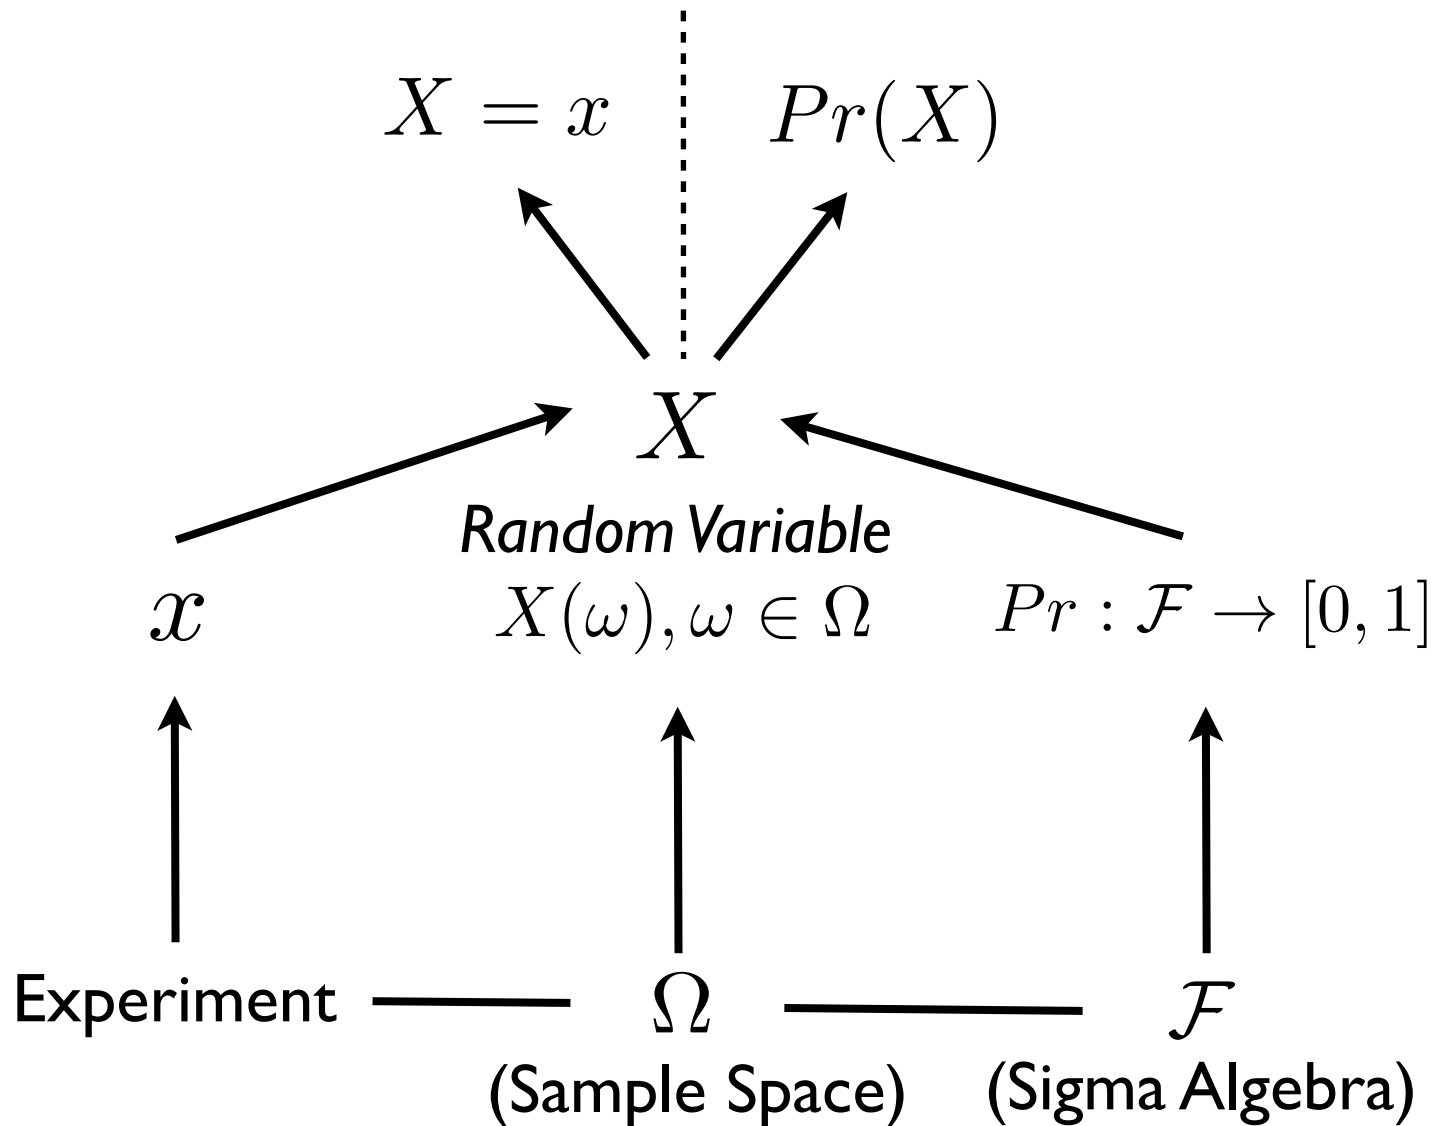 X = x
Pr(X)
X
Random Variable
x
X(ω), ω ∈ Ω
Pr : ℱ → [0, 1]
Experiment
Ω
ℱ
(Sample Space)
(Sigma Algebra)